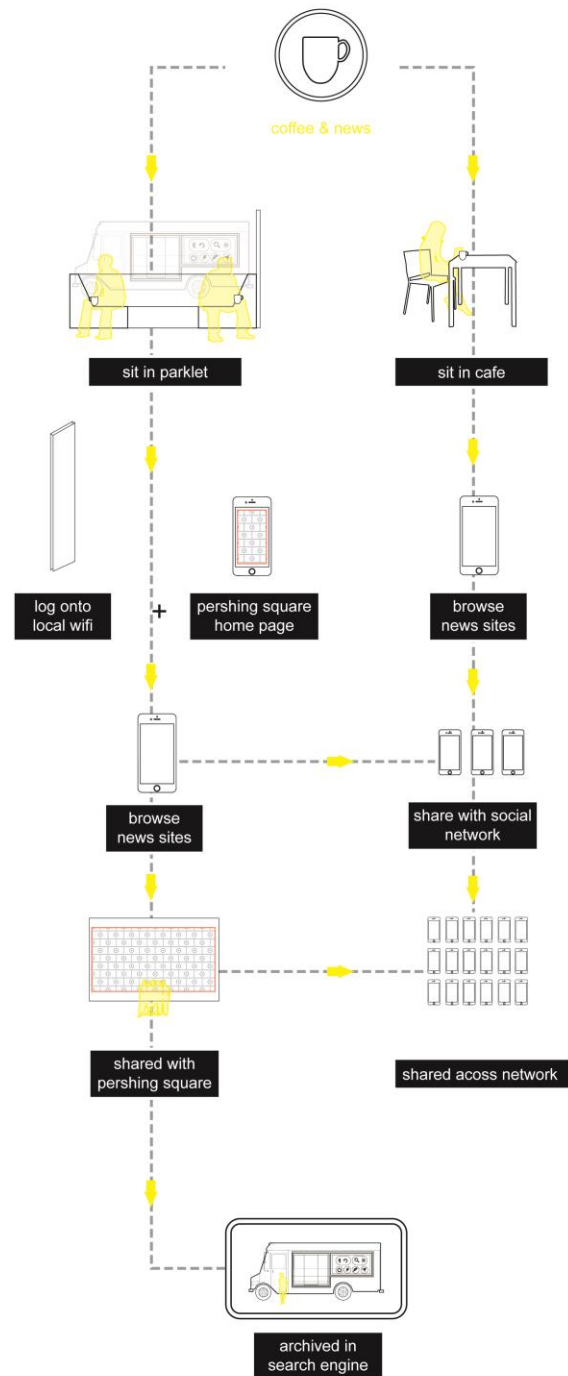 coffee & news
sit in parklet
sit in cafe
log onto
local wifi
+
pershing square
home page
browse
news sites
browse
news sites
share with social
network
shared with
pershing square
shared acoss network
archived in
search engine